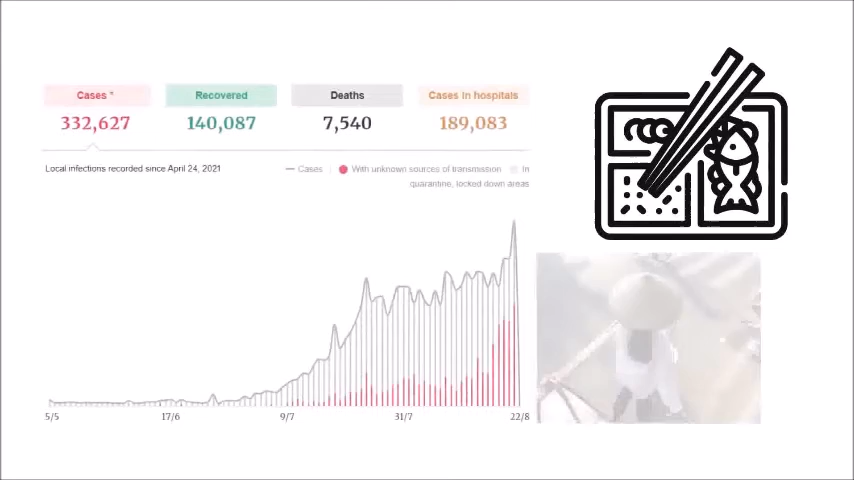 Cases * Recovered Deaths Cases in hospitals
332,627 140,087 7,540 189,083
Local infections recorded since April 24, 2021 Cases With unknown sources of transmission In
quarantine, locked down areas
5/5 17/6 9/7 31/7 22/8